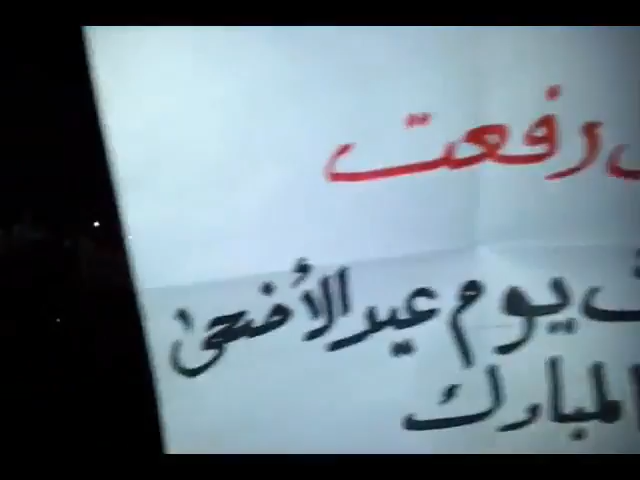 رفعت
يوم عيد الأضحى
المبارك